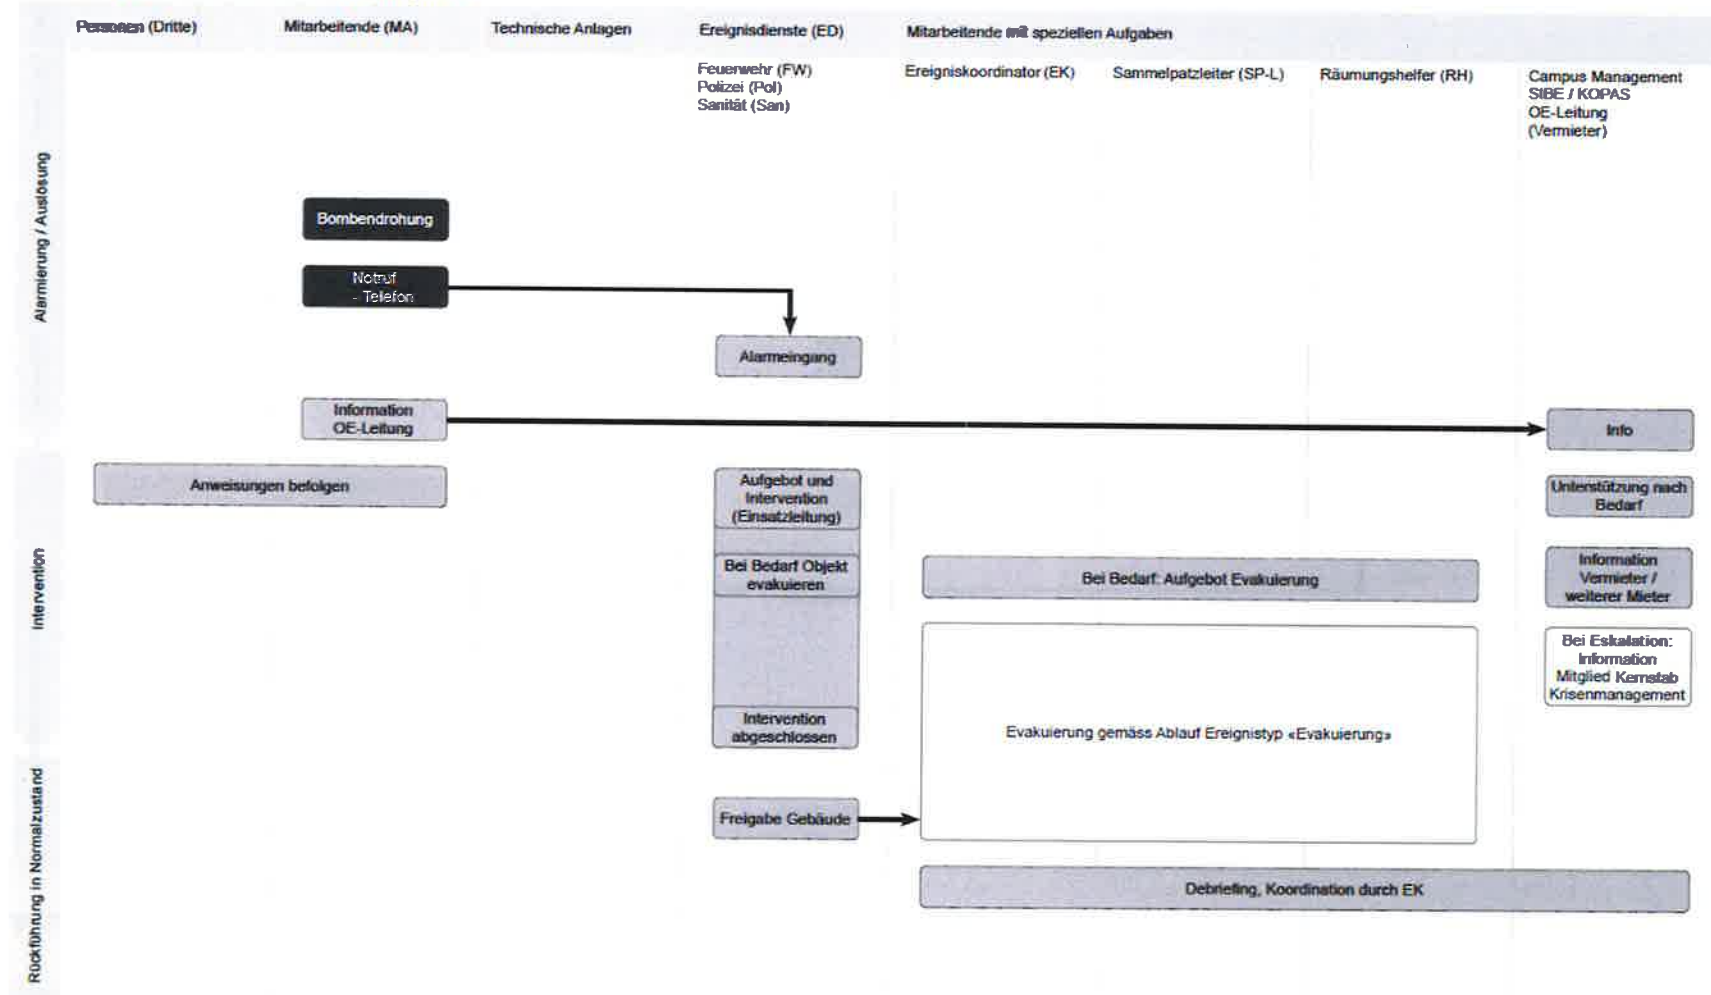 Personen (Dritte)
Mitarbeitende (MA)
Technische Anlagen
Ereignisdienste (ED)
Mitarbeitende mit speziellen Aufgaben
Feuerwehr (FW)
Polizei (Pol)
Sanität (San)
Ereigniskoordinator (EK)
Sammelpatzleiter (SP-L)
Räumungshelfer (RH)
Campus Management
SIBE / KOPAS
OE-Leitung
(Vermieter)
Alarmierung / Auslösung
Bombendrohung
Notruf
- Telefon
Alarmeingang
Information
OE-Leitung
Info
Intervention
Anweisungen befolgen
Aufgebot und
Intervention
(Einsatzleitung)
Unterstützung nach
Bedarf
Bei Bedarf Objekt
evakuieren
Bei Bedarf: Aufgebot Evakuierung
Information
Vermieter /
weiterer Mieter
Bei Eskalation:
Information
Mitglied Kernstab
Krisenmanagement
Intervention
abgeschlossen
Evakuierung gemäss Ablauf Ereignistyp «Evakuierung»
Rückführung in Normalzustand
Freigabe Gebäude
Debriefing, Koordination durch EK